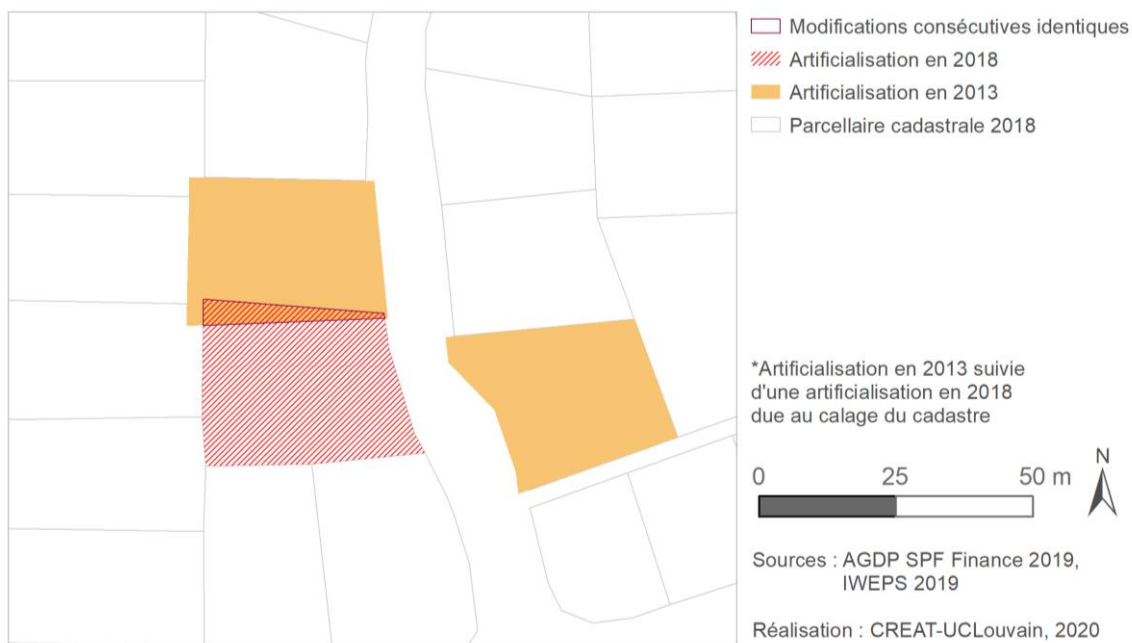 Modifications consécutives identiques
Artificialisation en 2018
Artificialisation en 2013
Parcellaire cadastrale 2018
*Artificialisation en 2013 suivie
d'une artificialisation en 2018
due au calage du cadastre
N
0 25 50 m
Sources : AGDP SPF Finance 2019,
IWEPS 2019
Réalisation : CREAT-UCLouvain, 2020